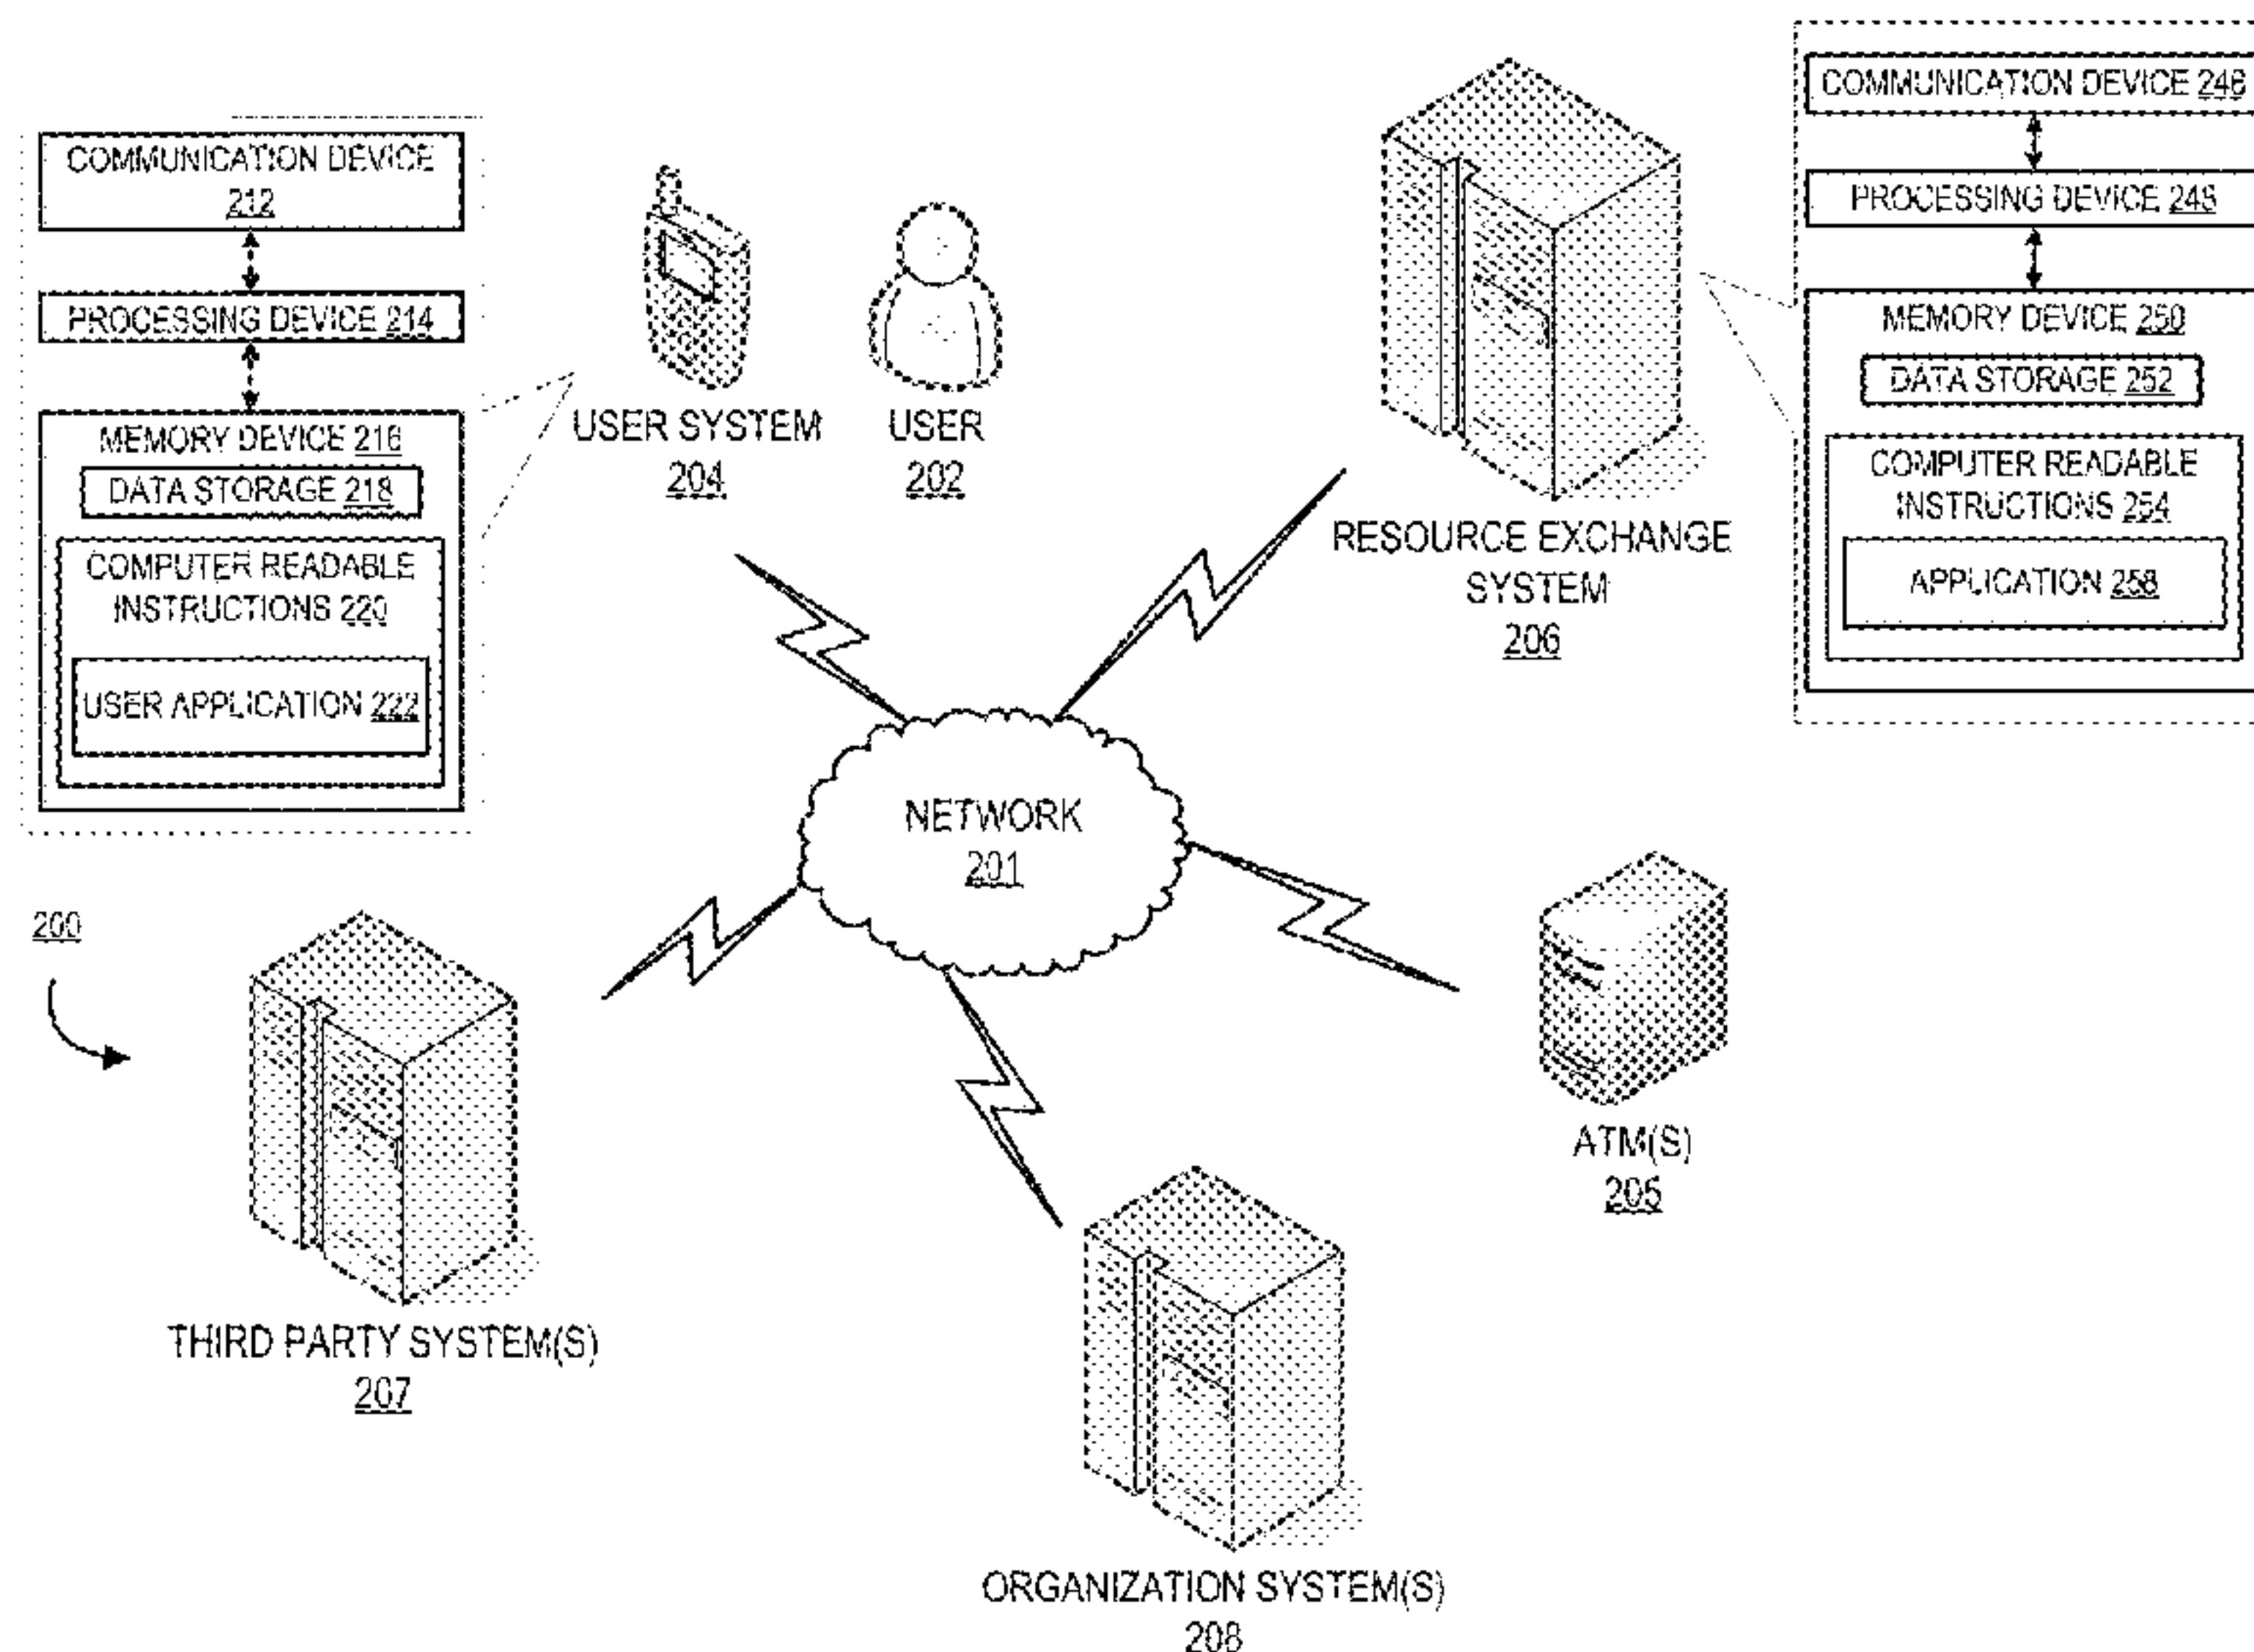 COMMUNICATION DEVICE
212
PROCESSING DEVICE 214
MEMORY DEVICE 216
DATA STORAGE 218
COMPUTER READABLE
INSTRUCTIONS 220
USER APPLICATION 222
USER SYSTEM
204
USER
202
RESOURCE EXCHANGE
SYSTEM
206
COMMUNICATION DEVICE 246
PROCESSING DEVICE 248
MEMORY DEVICE 250
DATA STORAGE 252
COMPUTER READABLE
INSTRUCTIONS 254
APPLICATION 258
NETWORK
201
200
THIRD PARTY SYSTEM(S)
207
ATM(S)
205
ORGANIZATION SYSTEM(S)
208